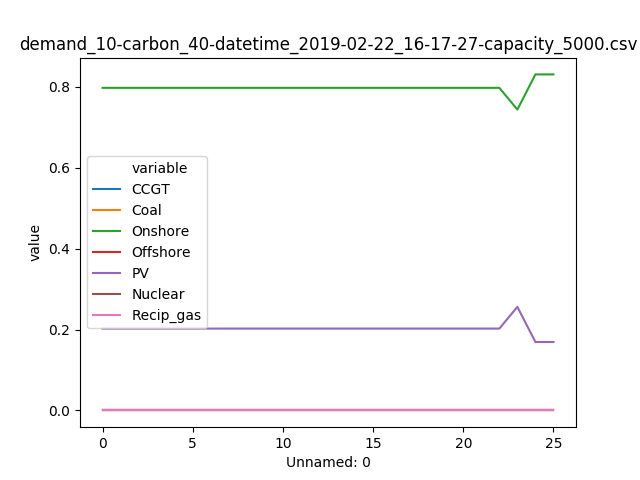 demand_10-carbon_40-datetime_2019-02-22_16-17-27-capacity_5000.csv
0.8
0.6
0.4
0.2
0.0
value
variable
CCGT
Coal
Onshore
Offshore
PV
Nuclear
Recip_gas
0 5 10 15 20 25
Unnamed: 0